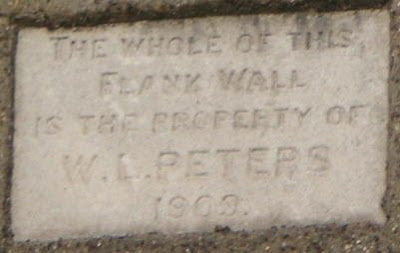 THE WHOLE OF THIS
FLANK WALL
IS THE PROPERTY OF
W. L. PETERS
1903.